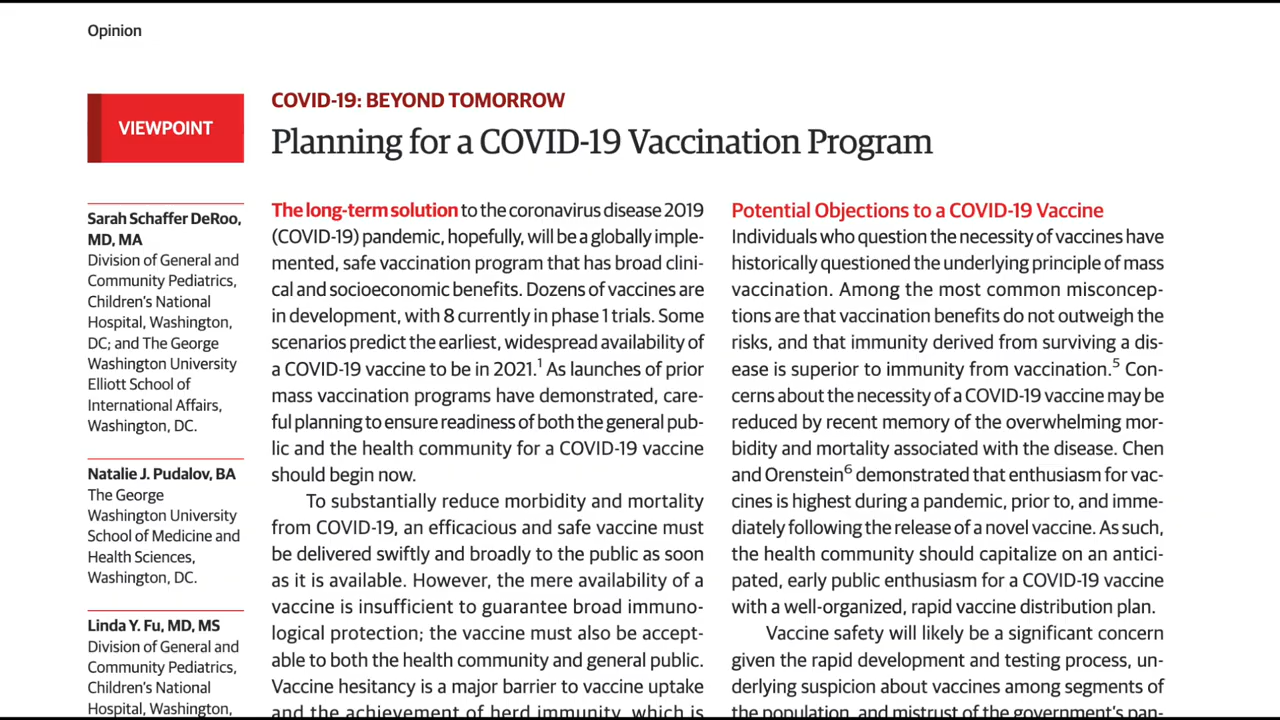 Opinion
VIEWPOINT
COVID-19: BEYOND TOMORROW
Planning for a COVID-19 Vaccination Program
Sarah Schaffer DeRoo,
MD, MA
Division of General and
Community Pediatrics,
Children's National
Hospital, Washington,
DC; and The George
Washington University
Elliott School of
International Affairs,
Washington, DC.
Natalie J. Pudalov, BA
The George
Washington University
School of Medicine and
Health Sciences,
Washington, DC.
Linda Y. Fu, MD, MS
Division of General and
Community Pediatrics,
Children's National
Hospital, Washington,
The long-term solution to the coronavirus disease 2019
(COVID-19) pandemic, hopefully, will be a globally imple-
mented, safe vaccination program that has broad clini-
cal and socioeconomic benefits. Dozens of vaccines are
in development, with 8 currently in phase 1 trials. Some
scenarios predict the earliest, widespread availability of
a COVID-19 vaccine to be in 2021.1 As launches of prior
mass vaccination programs have demonstrated, care-
ful planning to ensure readiness of both the general pub-
lic and the health community for a COVID-19 vaccine
should begin now.
To substantially reduce morbidity and mortality
from COVID-19, an efficacious and safe vaccine must
be delivered swiftly and broadly to the public as soon
as it is available. However, the mere availability of a
vaccine is insufficient to guarantee broad immuno-
logical protection; the vaccine must also be accept-
able to both the health community and general public.
Vaccine hesitancy is a major barrier to vaccine uptake
and the achievement of herd immunity, which is
Potential Objections to a COVID-19 Vaccine
Individuals who question the necessity of vaccines have
historically questioned the underlying principle of mass
vaccination. Among the most common misconcep-
tions are that vaccination benefits do not outweigh the
risks, and that immunity derived from surviving a dis-
ease is superior to immunity from vaccination.5 Con-
cerns about the necessity of a COVID-19 vaccine may be
reduced by recent memory of the overwhelming mor-
bidity and mortality associated with the disease. Chen
and Orenstein6 demonstrated that enthusiasm for vac-
cines is highest during a pandemic, prior to, and imme-
diately following the release of a novel vaccine. As such,
the health community should capitalize on an antici-
pated, early public enthusiasm for a COVID-19 vaccine
with a well-organized, rapid vaccine distribution plan.
Vaccine safety will likely be a significant concern
given the rapid development and testing process, un-
derlying suspicion about vaccines among segments of
the population, and mistrust of the government's pan-